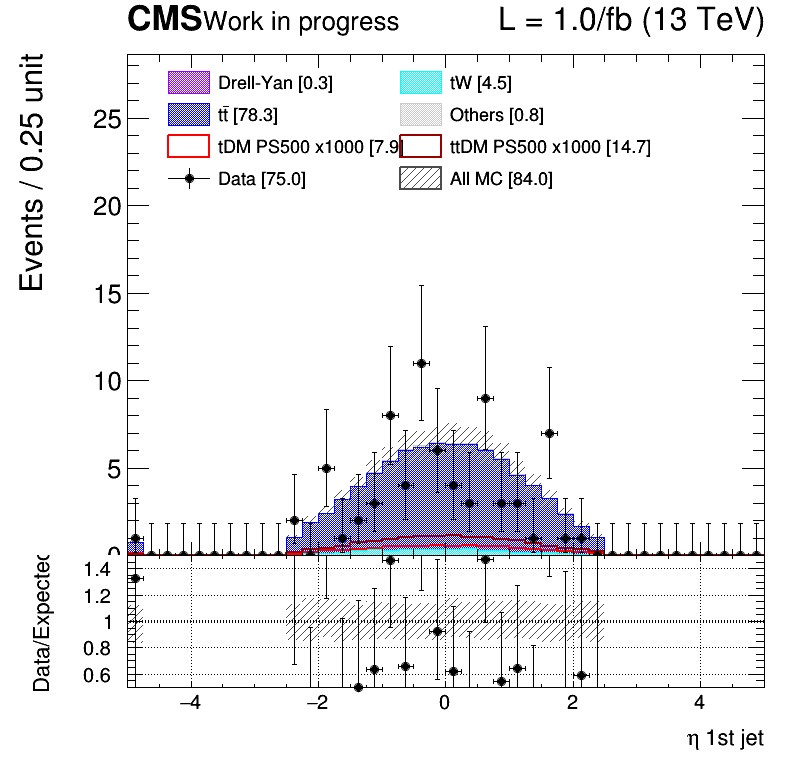 CMS Work in progress L = 1.0/fb (13 TeV)
Drell-Yan [0.3] tW [4.5]
tt̄ [78.3] Others [0.8]
tDM PS500 x1000 [7.9] ttDM PS500 x1000 [14.7]
Data [75.0] All MC [84.0]
Events / 0.25 unit
25
20
15
10
5
0
Data/Expected
1.4
1.2
1
0.8
0.6
−4 −2 0 2 4
η 1st jet